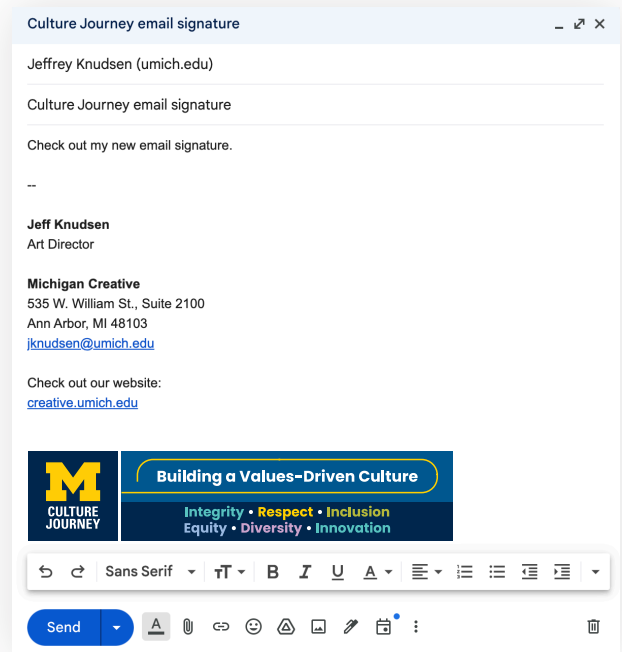 Culture Journey email signature
Jeffrey Knudsen (umich.edu)
Culture Journey email signature
Check out my new email signature.
--
Jeff Knudsen
Art Director
Michigan Creative
535 W. William St., Suite 2100
Ann Arbor, MI 48103
jknudsen@umich.edu
Check out our website:
creative.umich.edu
M
CULTURE
JOURNEY
Building a Values-Driven Culture
Integrity • Respect • Inclusion
Equity • Diversity • Innovation
Sans Serif TT B I U A
Send A